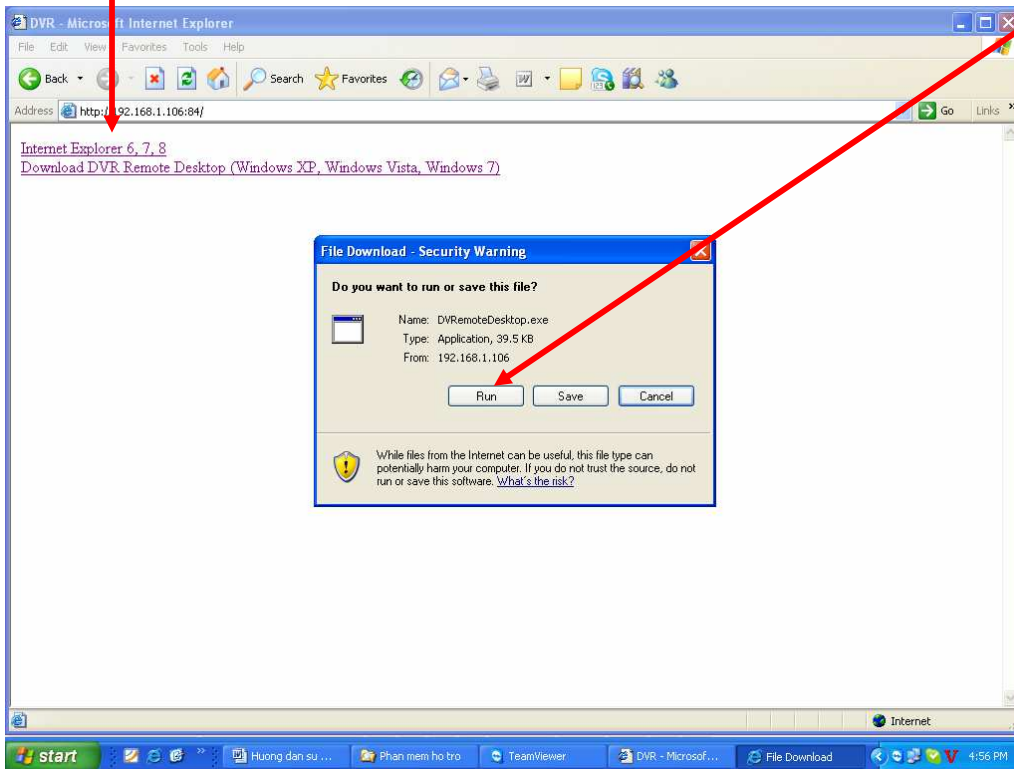 DVR - Microsoft Internet Explorer
File Edit View Favorites Tools Help
Back Search Favorites
Address http://192.168.1.106:84/ Go Links »
Internet Explorer 6, 7, 8
Download DVR Remote Desktop (Windows XP, Windows Vista, Windows 7)
File Download - Security Warning
Do you want to run or save this file?
Name: DVRemoteDesktop.exe
Type: Application, 39.5 KB
From: 192.168.1.106
Run Save Cancel
While files from the Internet can be useful, this file type can
potentially harm your computer. If you do not trust the source, do not
run or save this software. What's the risk?
Internet
start » Huong dan su ... Phan mem ho tro TeamViewer DVR - Microsof... File Download V 4:56 PM